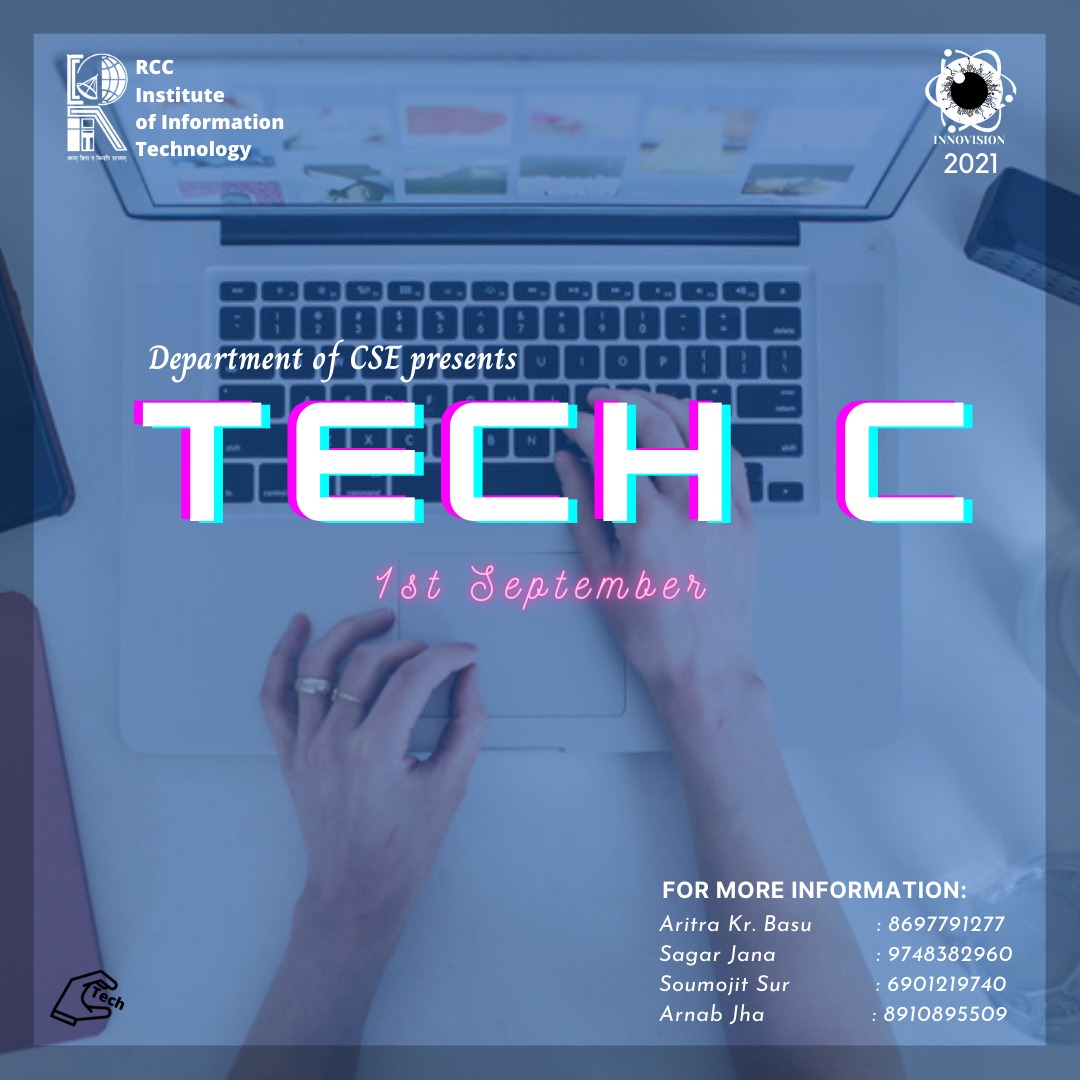 RCC
Institute
of Information
Technology
INNOVISION
2021
Department of CSE presents
TECH C
1st September
FOR MORE INFORMATION:
Aritra Kr. Basu : 8697791277
Sagar Jana : 9748382960
Soumojit Sur : 6901219740
Arnab Jha : 8910895509
Tech